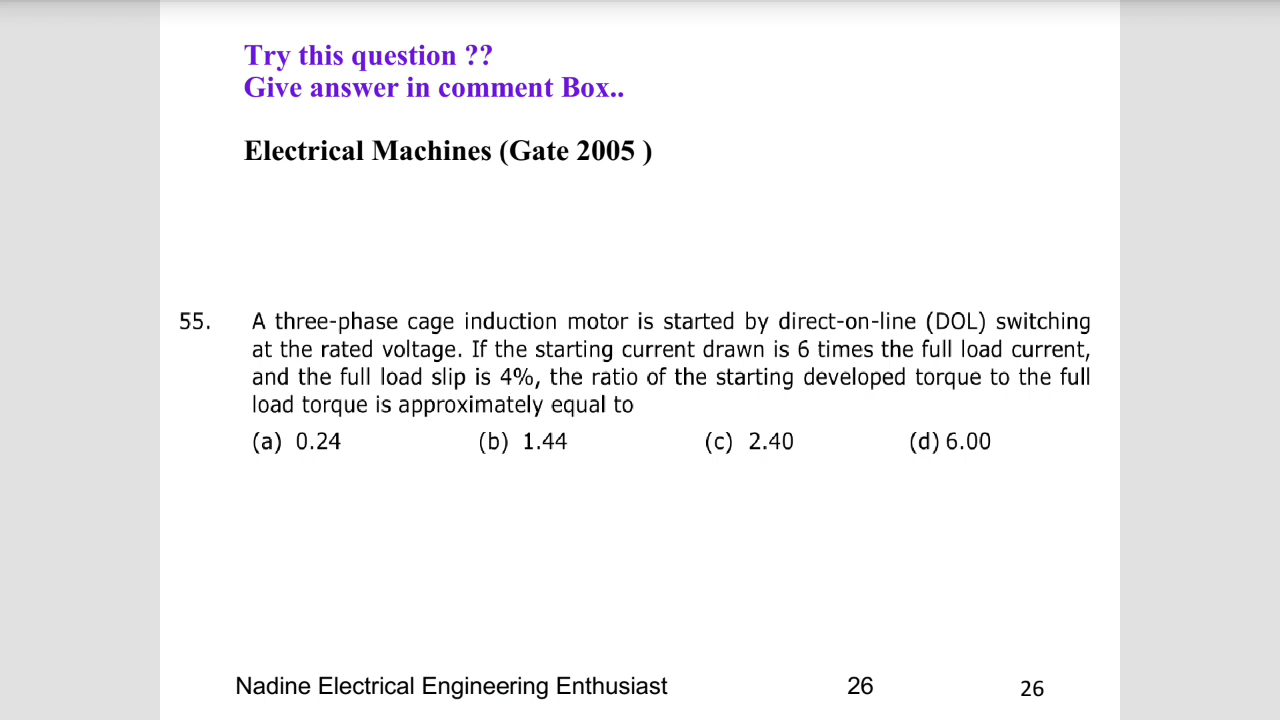 Try this question ??
Give answer in comment Box..
Electrical Machines (Gate 2005 )
55. A three-phase cage induction motor is started by direct-on-line (DOL) switching
at the rated voltage. If the starting current drawn is 6 times the full load current,
and the full load slip is 4%, the ratio of the starting developed torque to the full
load torque is approximately equal to
(a) 0.24 (b) 1.44 (c) 2.40 (d) 6.00
Nadine Electrical Engineering Enthusiast 26 26